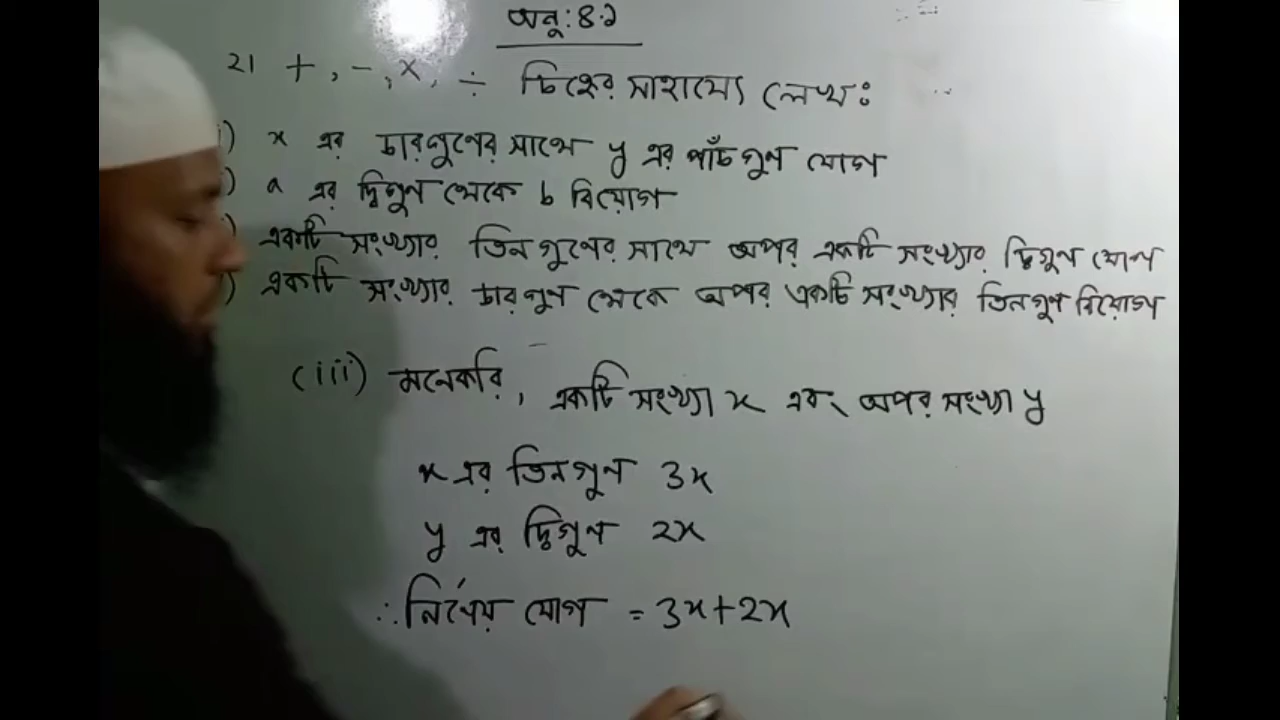 অনু: ৪.১
২। +, -, x, ÷ চিহ্নের সাহায্যে লেখ:
) x এর চারগুণের সাথে y এর পাঁচগুণ যোগ
) a এর দ্বিগুণ থেকে b বিয়োগ
) একটি সংখ্যার তিনগুণের সাথে অপর একটি সংখ্যার দ্বিগুণ যোগ
) একটি সংখ্যার চারগুণ থেকে অপর একটি সংখ্যার তিনগুণ বিয়োগ
(iii) মনেকরি, একটি সংখ্যা x এবং অপর সংখ্যা y
x এর তিনগুণ 3x
y এর দ্বিগুণ 2x
∴ নির্ণেয় যোগ = 3x+2x